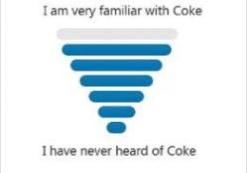 I am very familiar with Coke
I have never heard of Coke